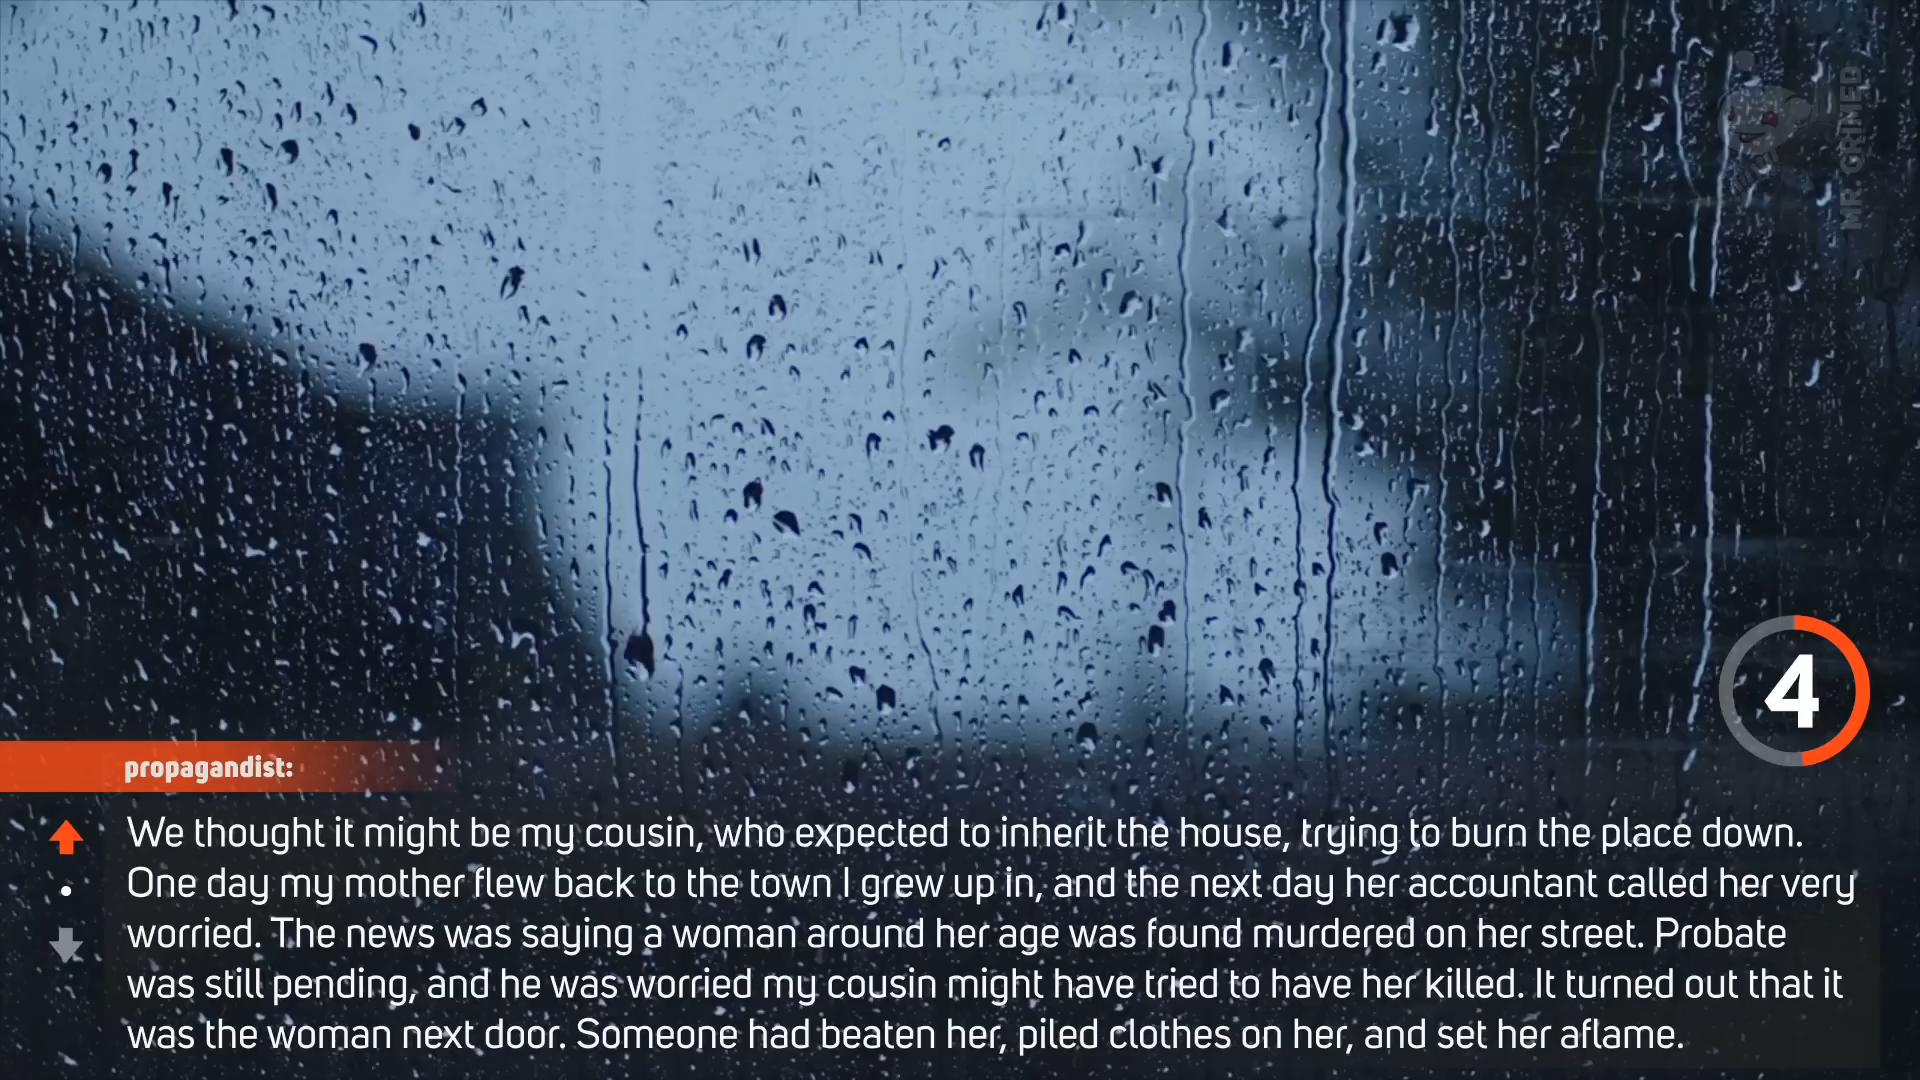 MR. GRINED
4
propagandist:
We thought it might be my cousin, who expected to inherit the house, trying to burn the place down.
One day my mother flew back to the town I grew up in, and the next day her accountant called her very
worried. The news was saying a woman around her age was found murdered on her street. Probate
was still pending, and he was worried my cousin might have tried to have her killed. It turned out that it
was the woman next door. Someone had beaten her, piled clothes on her, and set her aflame.